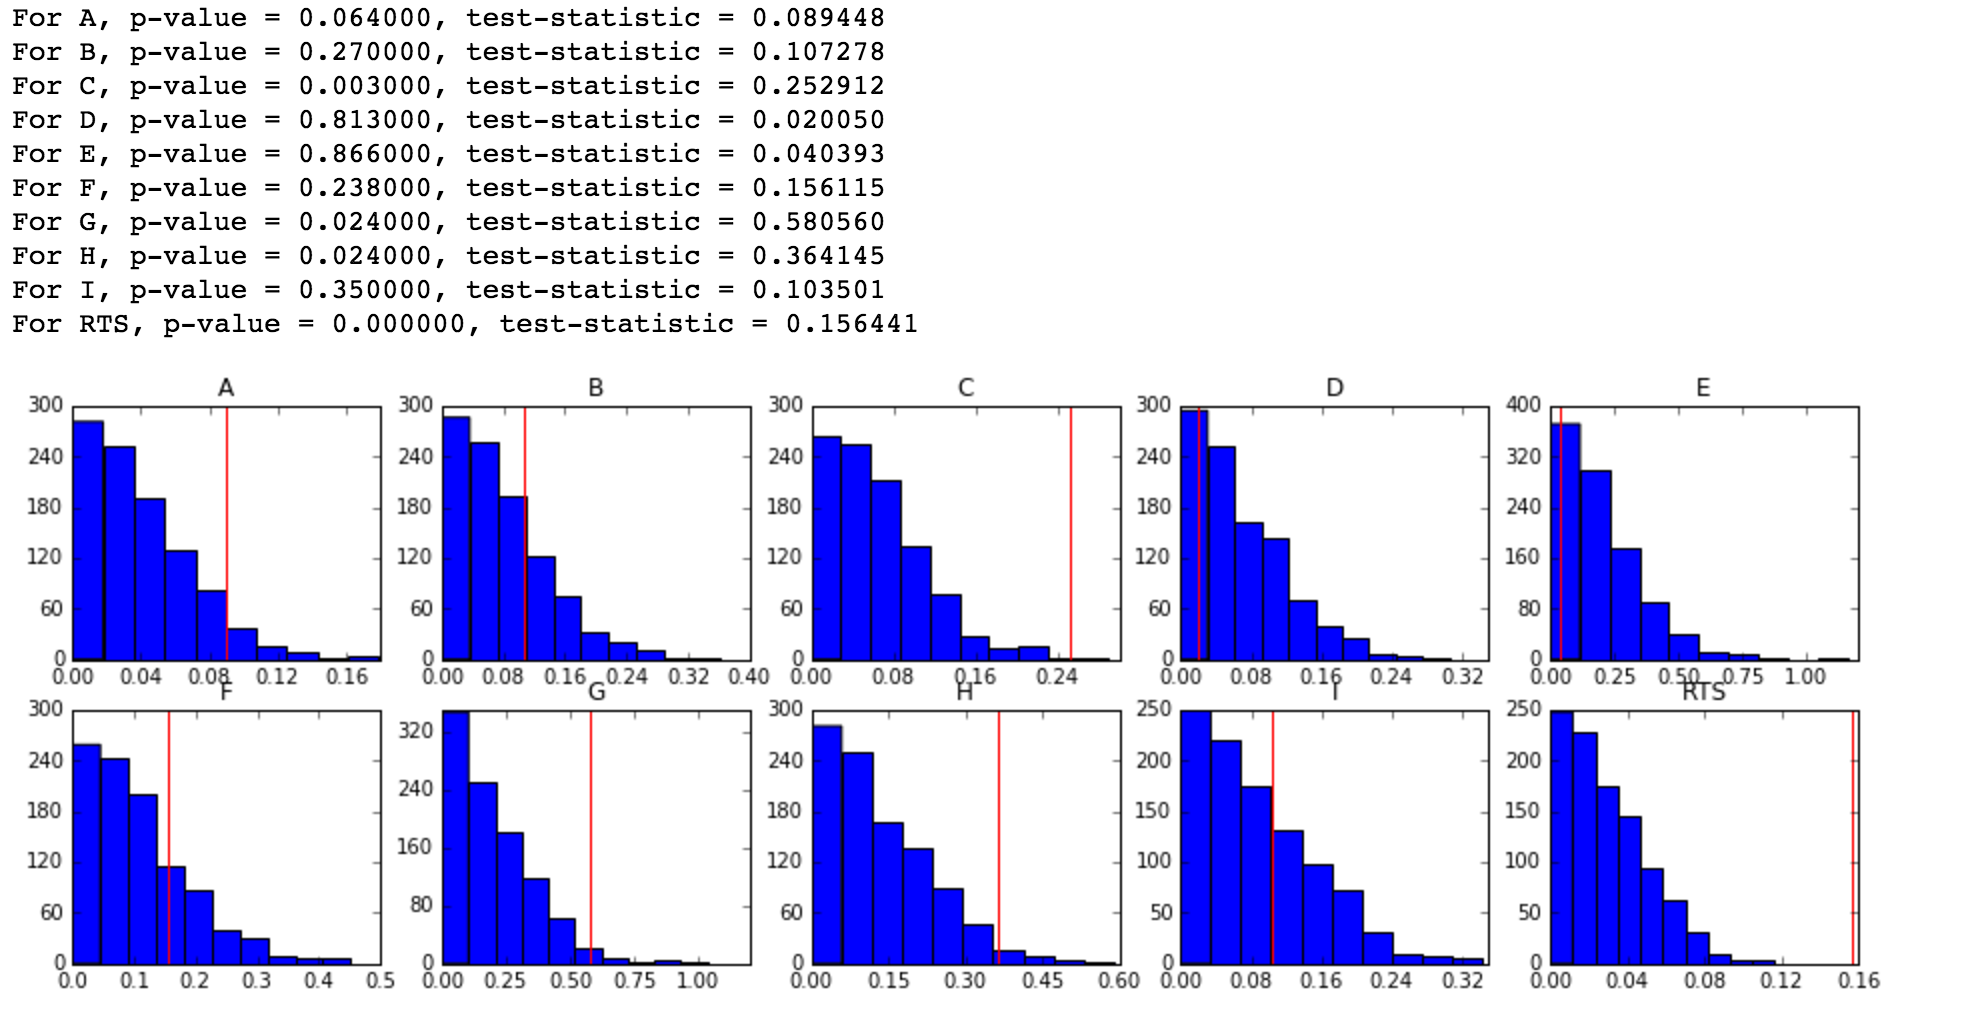 For A, p-value = 0.064000, test-statistic = 0.089448
For B, p-value = 0.270000, test-statistic = 0.107278
For C, p-value = 0.003000, test-statistic = 0.252912
For D, p-value = 0.813000, test-statistic = 0.020050
For E, p-value = 0.866000, test-statistic = 0.040393
For F, p-value = 0.238000, test-statistic = 0.156115
For G, p-value = 0.024000, test-statistic = 0.580560
For H, p-value = 0.024000, test-statistic = 0.364145
For I, p-value = 0.350000, test-statistic = 0.103501
For RTS, p-value = 0.000000, test-statistic = 0.156441
A
300
240
180
120
60
0
0.00 0.04 0.08 0.12 0.16
B
300
240
180
120
60
0
0.00 0.08 0.16 0.24 0.32 0.40
C
300
240
180
120
60
0
0.00 0.08 0.16 0.24
D
300
240
180
120
60
0
0.00 0.08 0.16 0.24 0.32
E
400
320
240
160
80
0
0.00 0.25 0.50 0.75 1.00
F
300
240
180
120
60
0
0.0 0.1 0.2 0.3 0.4 0.5
G
320
240
160
80
0
0.00 0.25 0.50 0.75 1.00
H
300
240
180
120
60
0
0.00 0.15 0.30 0.45 0.60
I
250
200
150
100
50
0
0.00 0.08 0.16 0.24 0.32
RTS
250
200
150
100
50
0
0.00 0.04 0.08 0.12 0.16